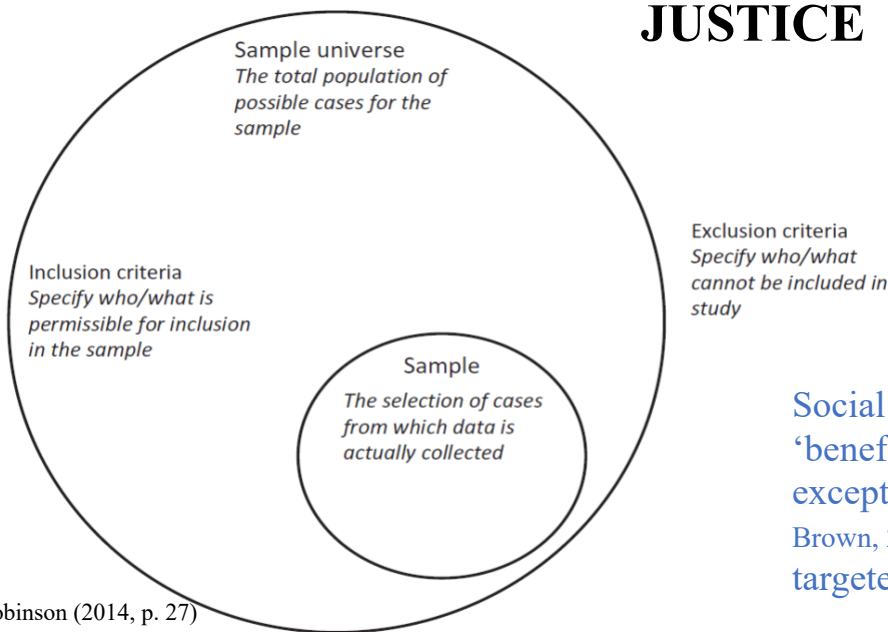 JUSTICE
Sample universe
The total population of
possible cases for the
sample
Inclusion criteria
Specify who/what is
permissible for inclusion
in the sample
Exclusion criteria
Specify who/what
cannot be included in
study
Sample
The selection of cases
from which data is
actually collected
Social
‘benef
except
Brown,
targete
obinson (2014, p. 27)